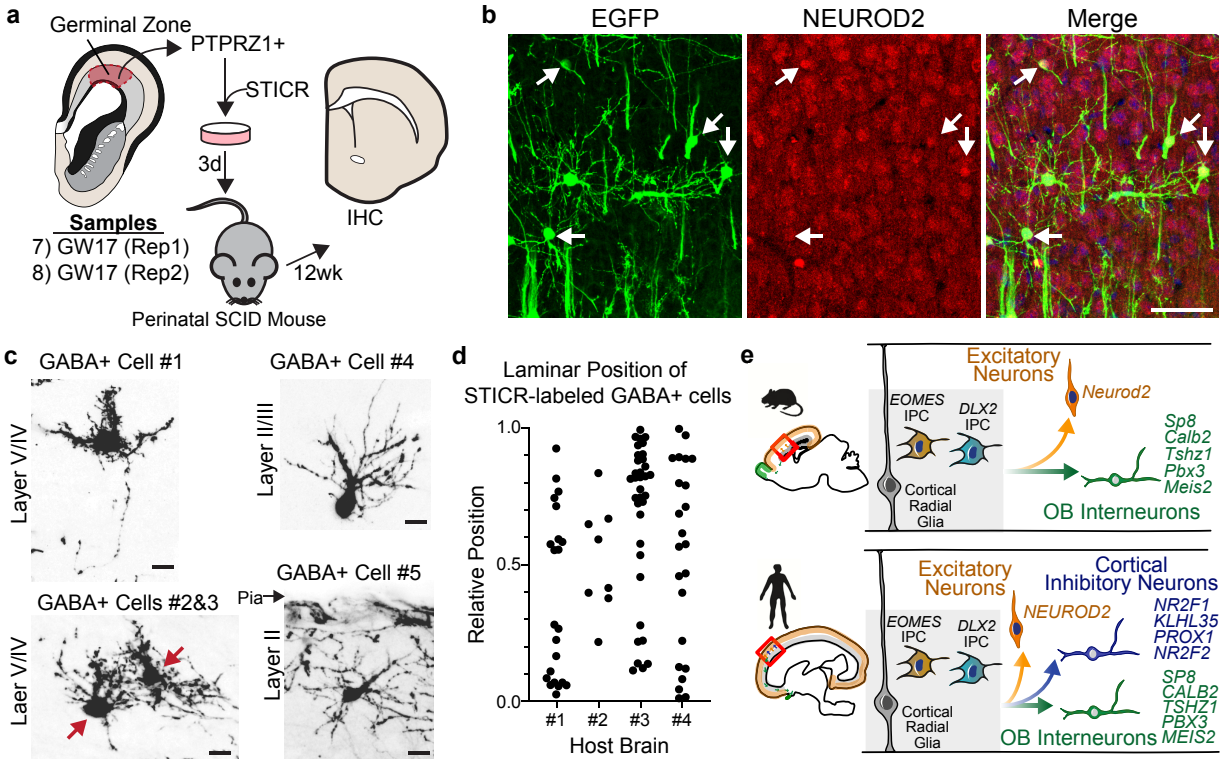 a
Germinal Zone
PTPRZ1+
STICR
3d
IHC
Samples
7) GW17 (Rep1)
8) GW17 (Rep2)
12wk
Perinatal SCID Mouse
b
EGFP
NEUROD2
Merge
c
GABA+ Cell #1
Layer V/IV
GABA+ Cell #4
Layer II/III
GABA+ Cells #2&3
Laer V/IV
GABA+ Cell #5
Pia
Layer II
d
Laminar Position of
STICR-labeled GABA+ cells
Relative Position
1.0
0.5
0.0
#1
#2
#3
#4
Host Brain
e
Excitatory
Neurons
Neurod2
EOMES
IPC
DLX2
IPC
Cortical
Radial
Glia
Sp8
Calb2
Tshz1
Pbx3
Meis2
OB Interneurons
Excitatory
Neurons
NEUROD2
Cortical
Inhibitory Neurons
NR2F1
KLHL35
PROX1
NR2F2
EOMES
IPC
DLX2
IPC
Cortical
Radial
Glia
SP8
CALB2
TSHZ1
PBX3
MEIS2
OB Interneurons